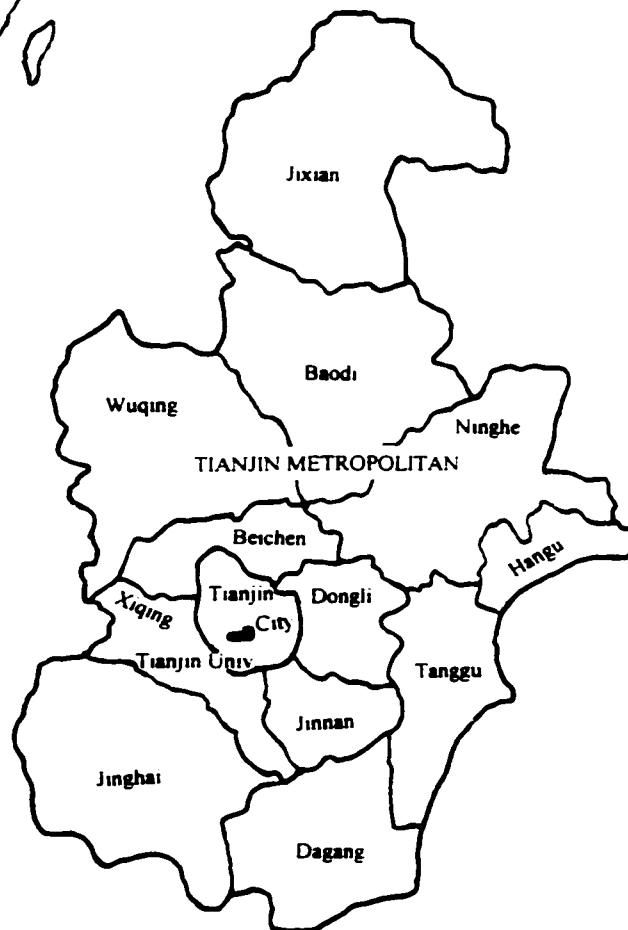 Jixian
Baodi
Wuqing
Ninghe
TIANJIN METROPOLITAN
Beichen
Hangu
Xiqing
Tianjin
City
Dongli
Tianjin Univ
Tanggu
Jinnan
Jinghai
Dagang